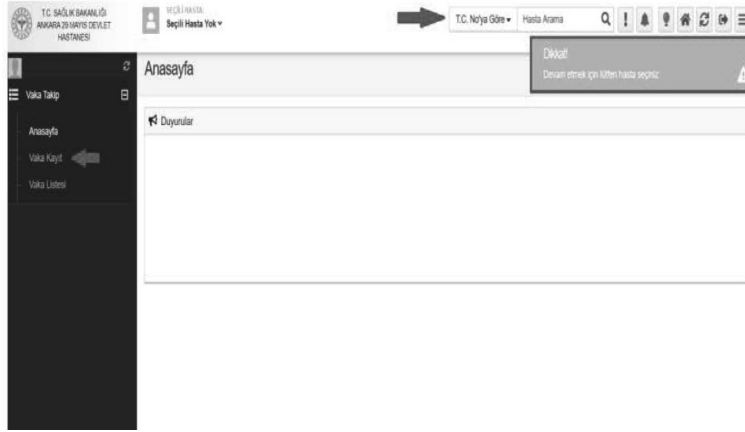 T.C. SAĞLIK BAKANLIĞI
ANKARA 29 MAYIS DEVLET
HASTANESİ
SEÇİLİ HASTA:
Seçili Hasta Yok
T.C. No'ya Göre
Hasta Arama
Dikkat!
Devam etmek için lütfen hasta seçiniz
Anasayfa
Vaka Takip
Duyurular
Anasayfa
Vaka Kayıt
Vaka Listesi